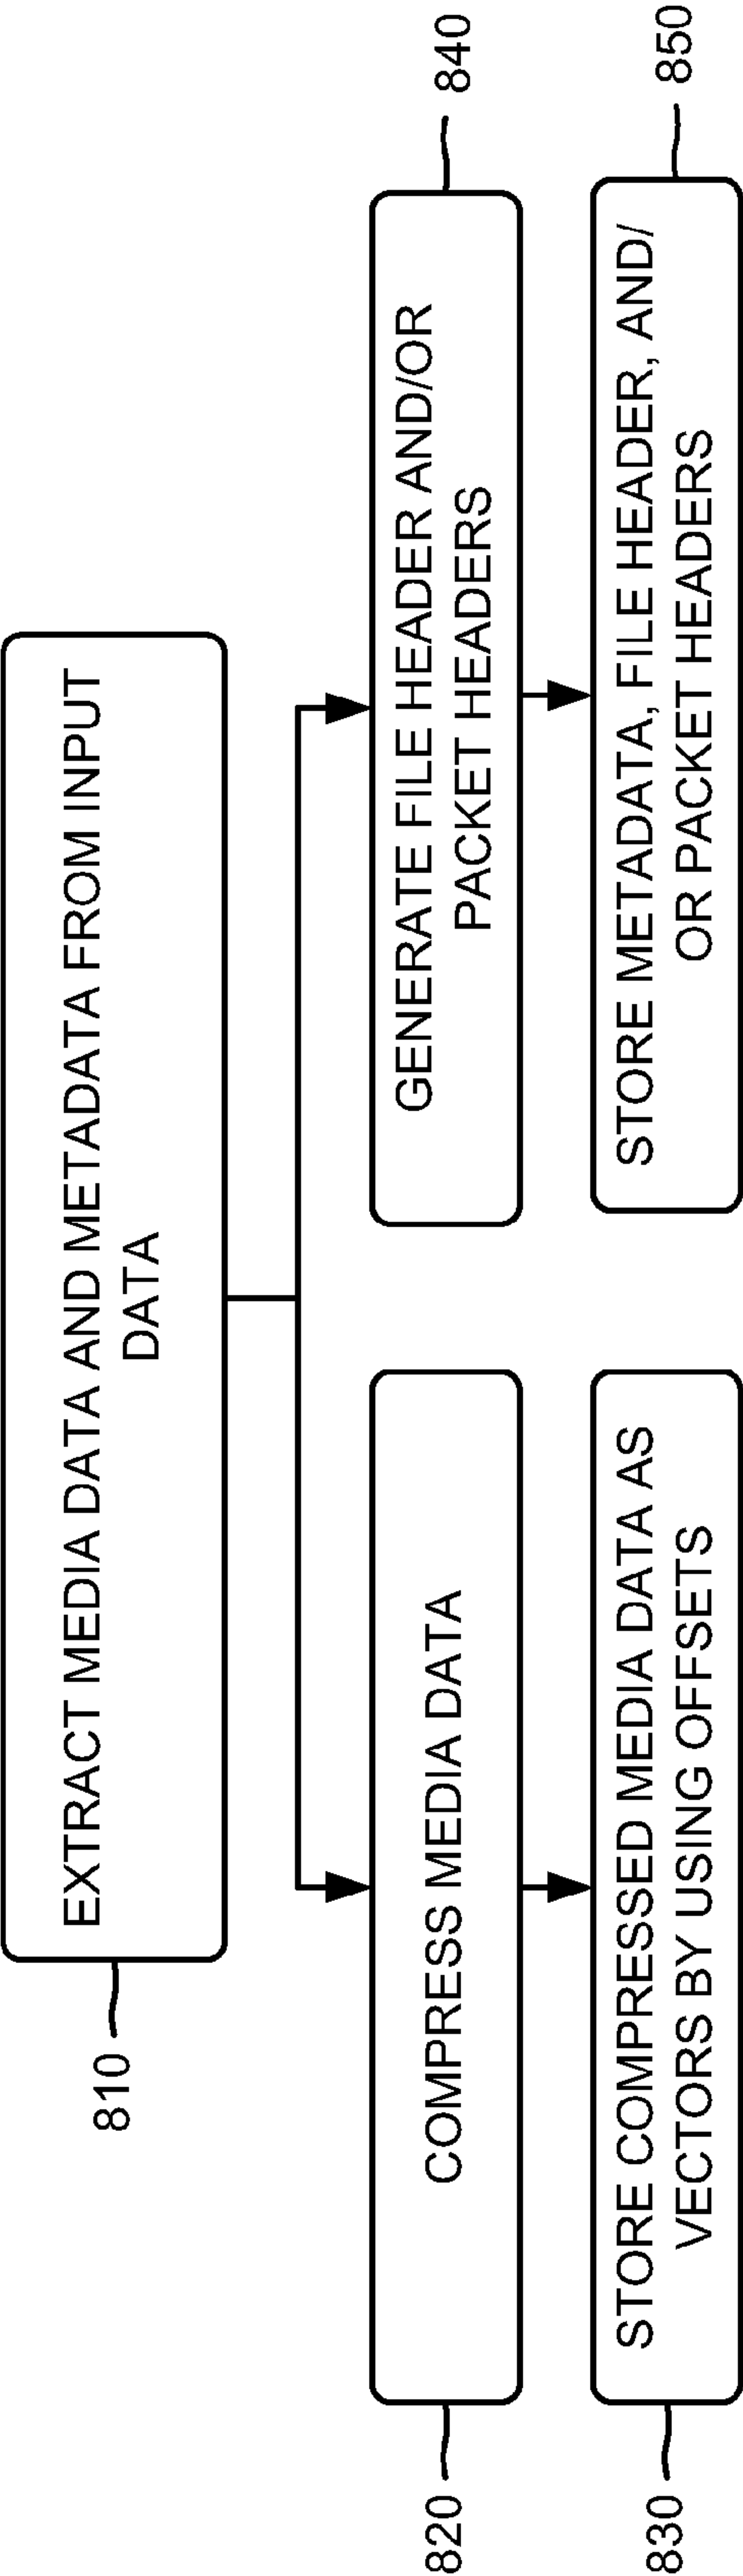 810
EXTRACT MEDIA DATA AND METADATA FROM INPUT
DATA
820
COMPRESS MEDIA DATA
GENERATE FILE HEADER AND/OR
PACKET HEADERS
840
830
STORE COMPRESSED MEDIA DATA AS
VECTORS BY USING OFFSETS
STORE METADATA, FILE HEADER, AND/
OR PACKET HEADERS
850